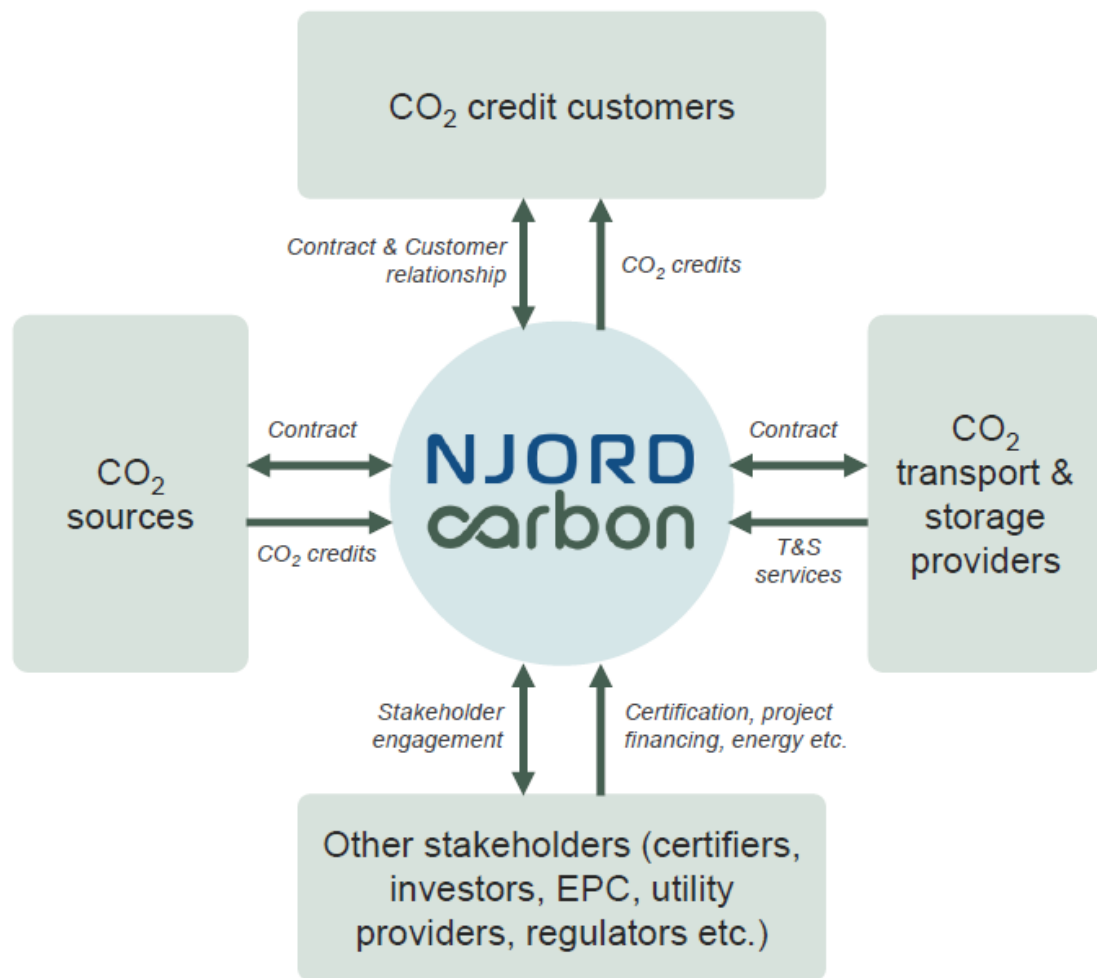 CO₂ credit customers
Contract & Customer
relationship
CO₂ credits
CO₂
sources
Contract
CO₂ credits
NJORD
carbon
Contract
T&S
services
CO₂
transport &
storage
providers
Stakeholder
engagement
Certification, project
financing, energy etc.
Other stakeholders (certifiers,
investors, EPC, utility
providers, regulators etc.)